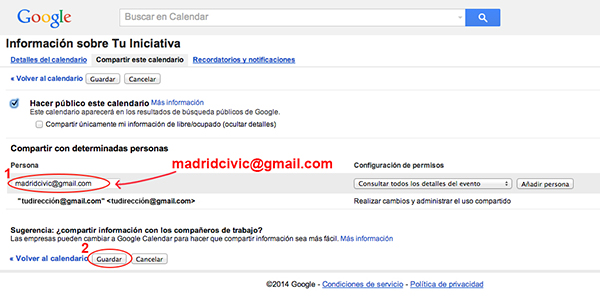 Google Buscar en Calendar
Información sobre Tu Iniciativa
Detalles del calendario Compartir este calendario Recordatorios y notificaciones
« Volver al calendario Guardar Cancelar
Hacer público este calendario Más información
Este calendario aparecerá en los resultados de búsqueda públicos de Google.
Compartir únicamente mi información de libre/ocupado (ocultar detalles)
Compartir con determinadas personas
Persona madridcivic@gmail.com Configuración de permisos
1
madridcivic@gmail.com Consultar todos los detalles del evento Añadir persona
"tudirección@gmail.com" <tudirección@gmail.com> Realizar cambios y administrar el uso compartido
Sugerencia: ¿compartir información con los compañeros de trabajo?
Las empresas pueden cambiar a Google Calendar para hacer que compartir información sea más fácil. Más información
2
« Volver al calendario Guardar Cancelar
©2014 Google - Condiciones de servicio - Política de privacidad